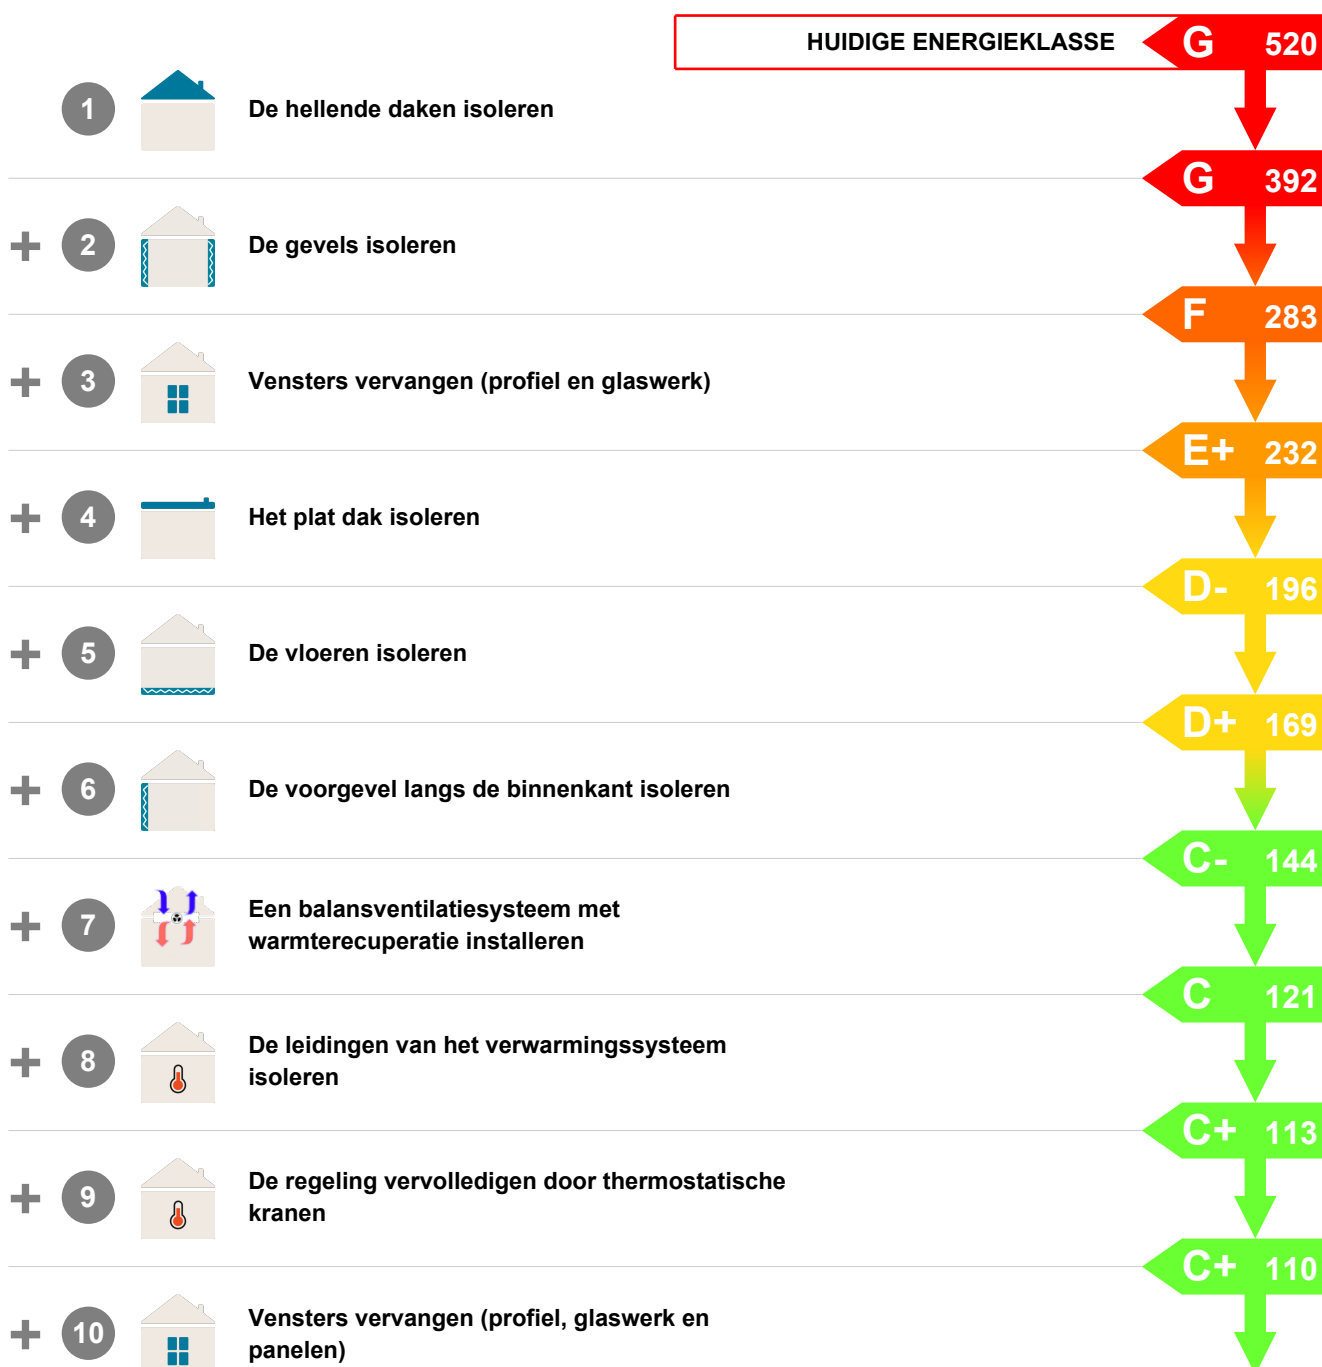 HUIDIGE ENERGIEKLASSE G 520
1 De hellende daken isoleren
G 392
+ 2 De gevels isoleren
F 283
+ 3 Vensters vervangen (profiel en glaswerk)
E+ 232
+ 4 Het plat dak isoleren
D- 196
+ 5 De vloeren isoleren
D+ 169
+ 6 De voorgevel langs de binnenkant isoleren
C- 144
+ 7 Een balansventilatiesysteem met
warmterecuperatie installeren
C 121
+ 8 De leidingen van het verwarmingssysteem
isoleren
C+ 113
+ 9 De regeling vervolledigen door thermostatische
kranen
C+ 110
+ 10 Vensters vervangen (profiel, glaswerk en
panelen)